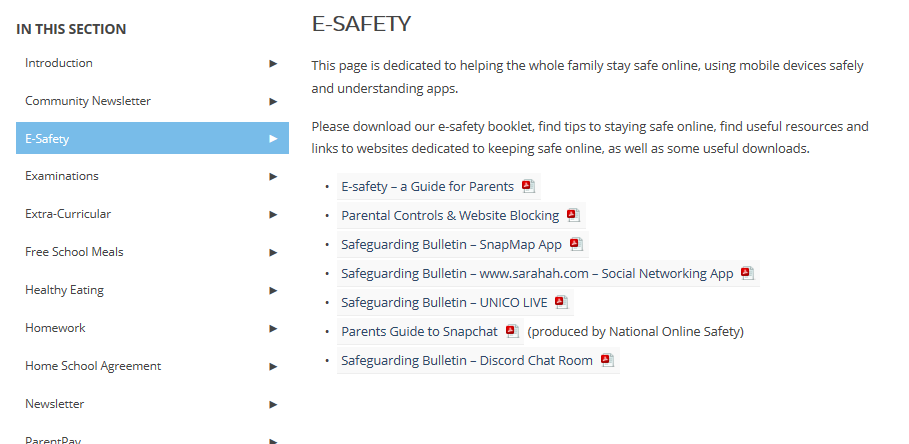 IN THIS SECTION
Introduction
Community Newsletter
E-Safety
Examinations
Extra-Curricular
Free School Meals
Healthy Eating
Homework
Home School Agreement
Newsletter
ParentPay
E-SAFETY
This page is dedicated to helping the whole family stay safe online, using mobile devices safely
and understanding apps.
Please download our e-safety booklet, find tips to staying safe online, find useful resources and
links to websites dedicated to keeping safe online, as well as some useful downloads.
• E-safety – a Guide for Parents
• Parental Controls & Website Blocking
• Safeguarding Bulletin – SnapMap App
• Safeguarding Bulletin – www.sarahah.com – Social Networking App
• Safeguarding Bulletin – UNICO LIVE
• Parents Guide to Snapchat (produced by National Online Safety)
• Safeguarding Bulletin – Discord Chat Room